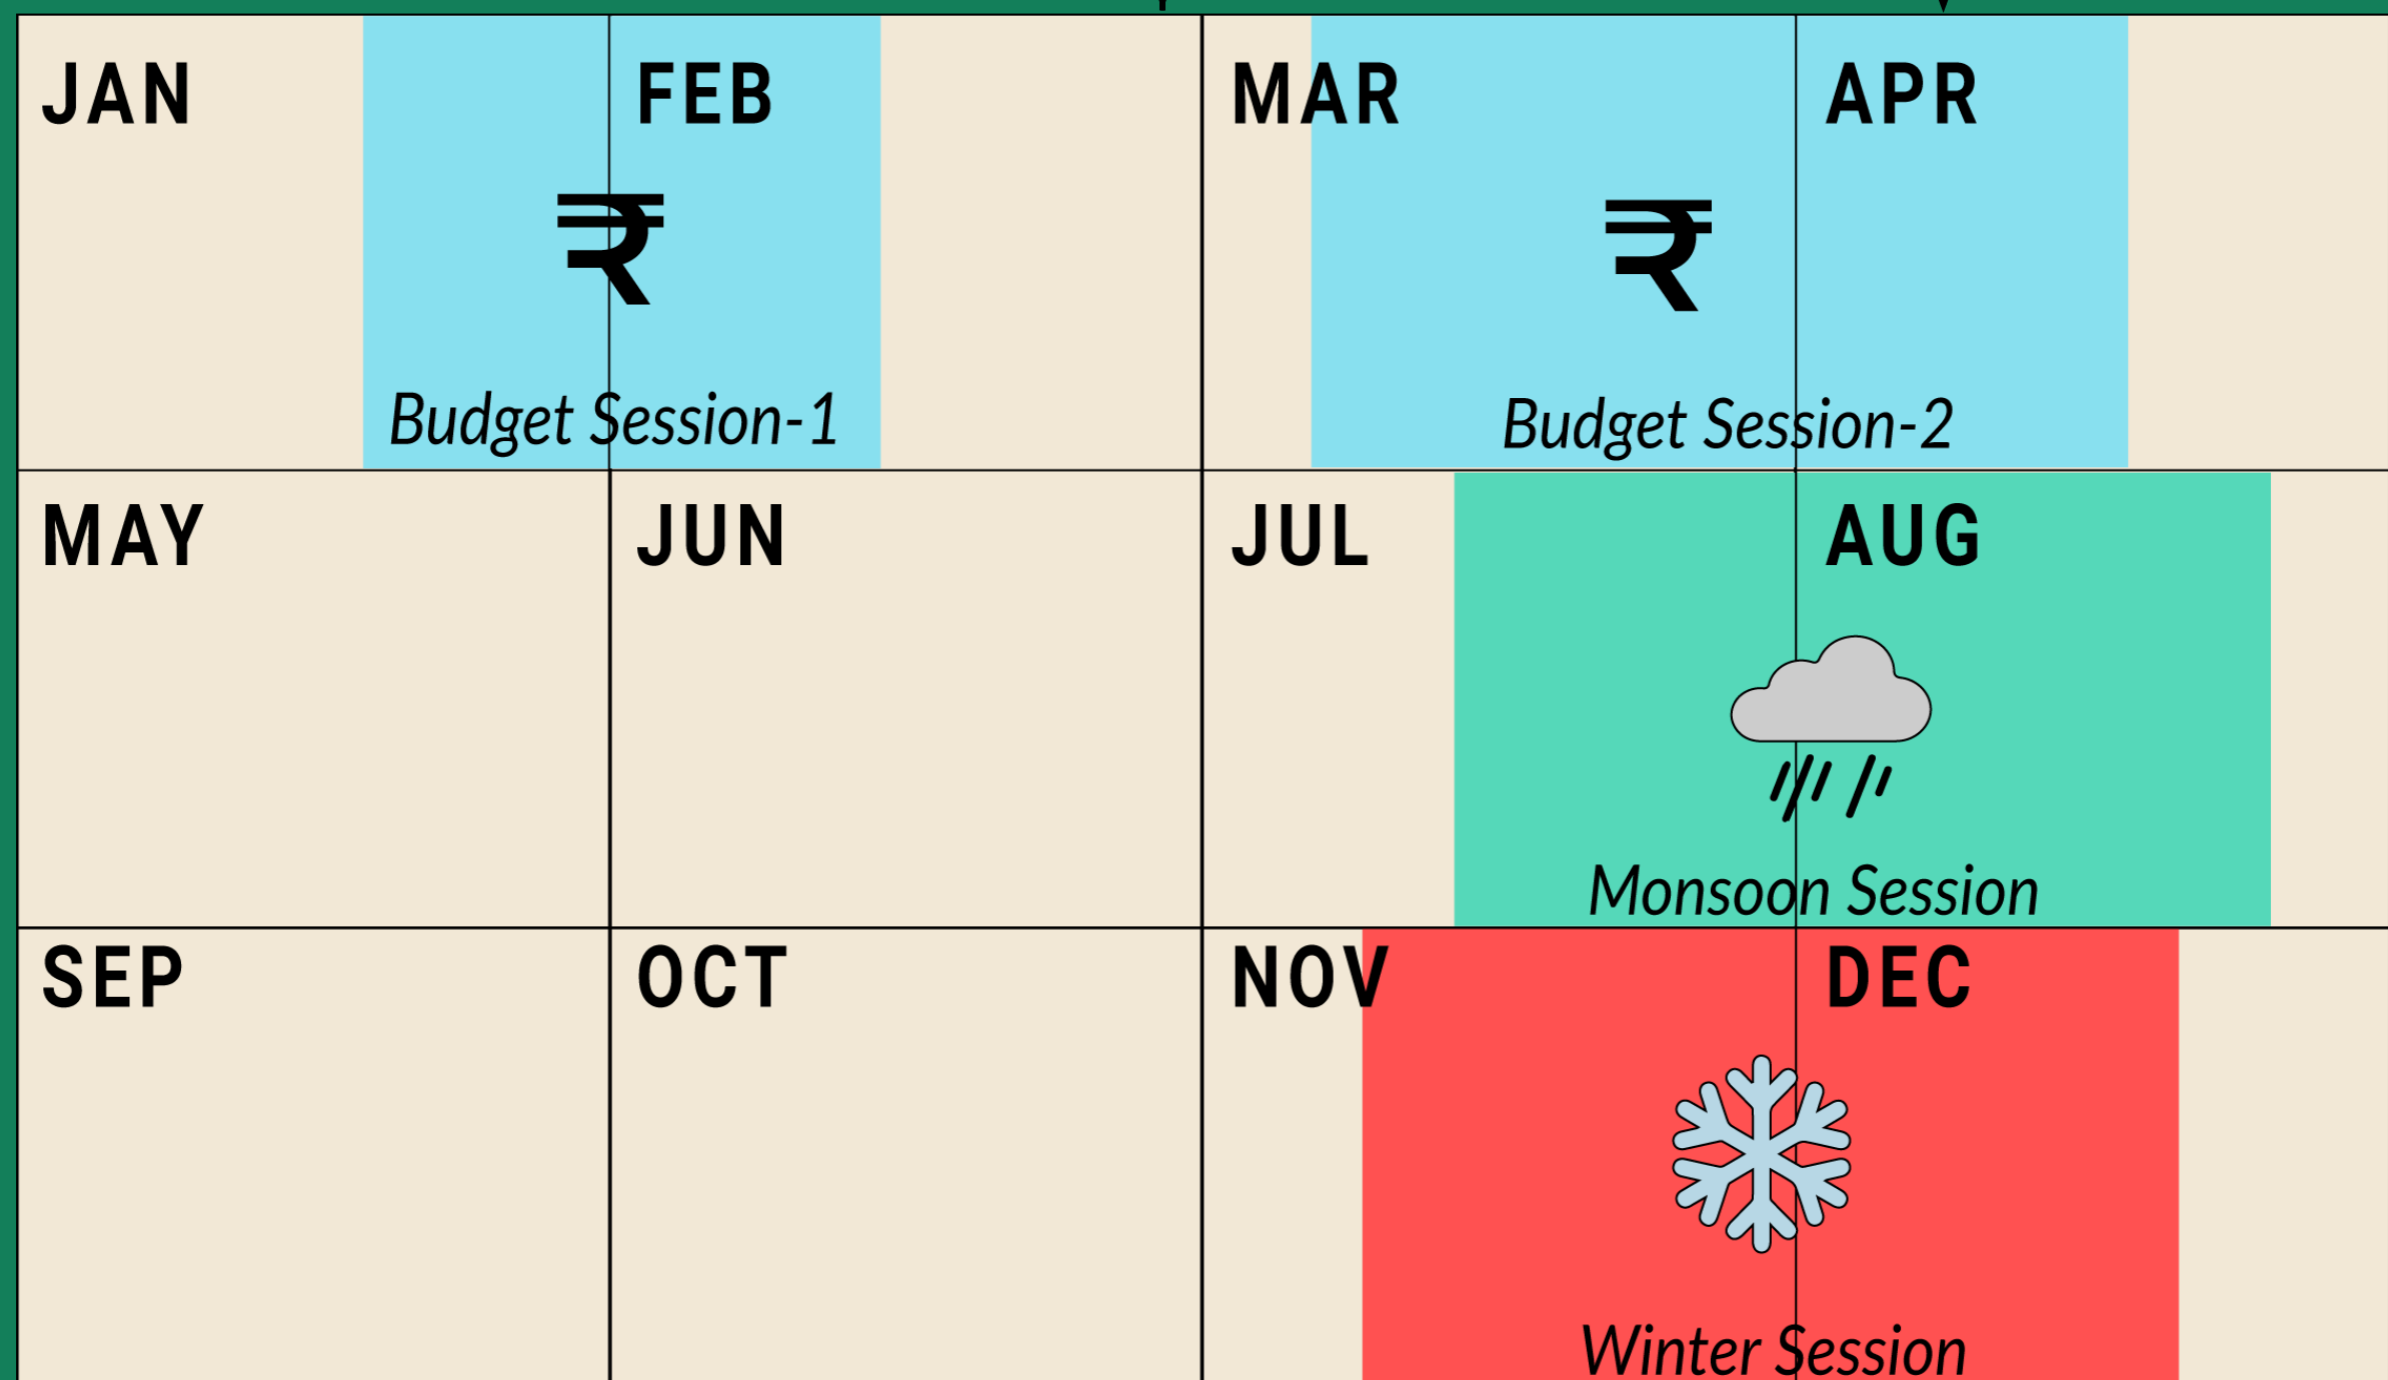 JAN FEB MAR APR
₹ ₹
Budget Session-1 Budget Session-2
MAY JUN JUL AUG
Monsoon Session
SEP OCT NOV DEC
Winter Session